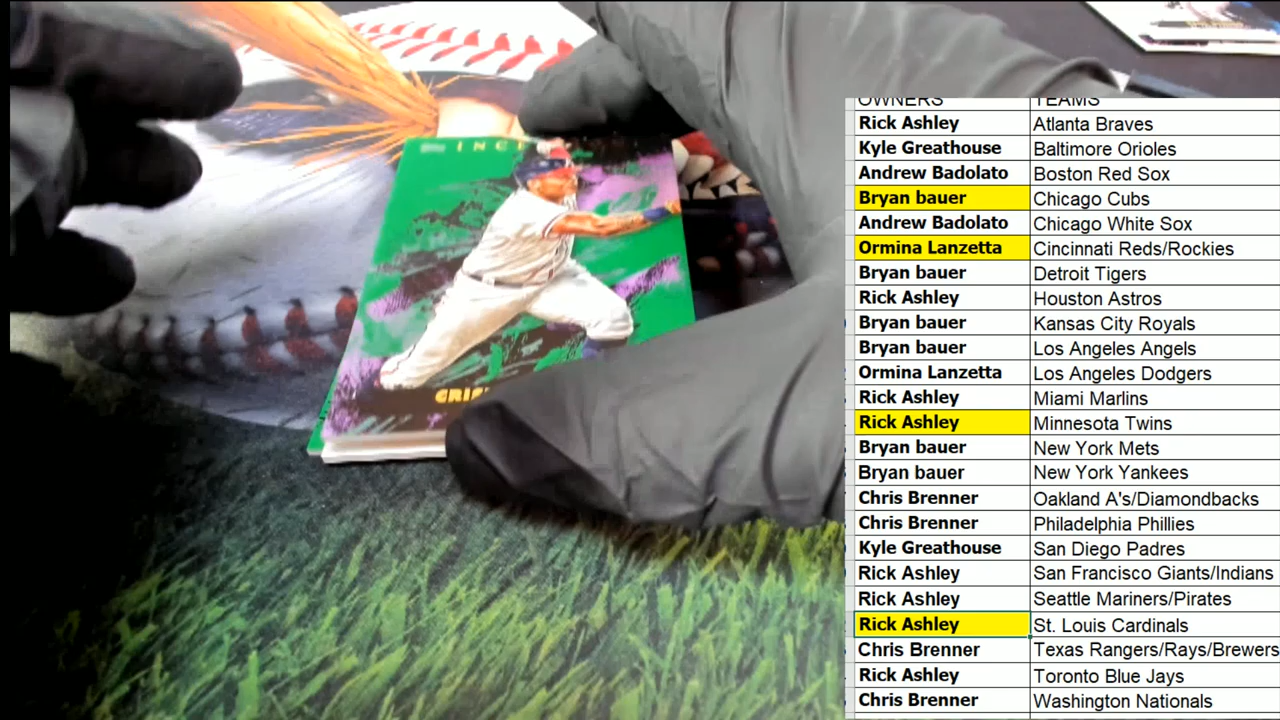 INCE
CRIS
OWNERS TEAMS
Rick Ashley Atlanta Braves
Kyle Greathouse Baltimore Orioles
Andrew Badolato Boston Red Sox
Bryan bauer Chicago Cubs
Andrew Badolato Chicago White Sox
Ormina Lanzetta Cincinnati Reds/Rockies
Bryan bauer Detroit Tigers
Rick Ashley Houston Astros
Bryan bauer Kansas City Royals
Bryan bauer Los Angeles Angels
Ormina Lanzetta Los Angeles Dodgers
Rick Ashley Miami Marlins
Rick Ashley Minnesota Twins
Bryan bauer New York Mets
Bryan bauer New York Yankees
Chris Brenner Oakland A's/Diamondbacks
Chris Brenner Philadelphia Phillies
Kyle Greathouse San Diego Padres
Rick Ashley San Francisco Giants/Indians
Rick Ashley Seattle Mariners/Pirates
Rick Ashley St. Louis Cardinals
Chris Brenner Texas Rangers/Rays/Brewers
Rick Ashley Toronto Blue Jays
Chris Brenner Washington Nationals